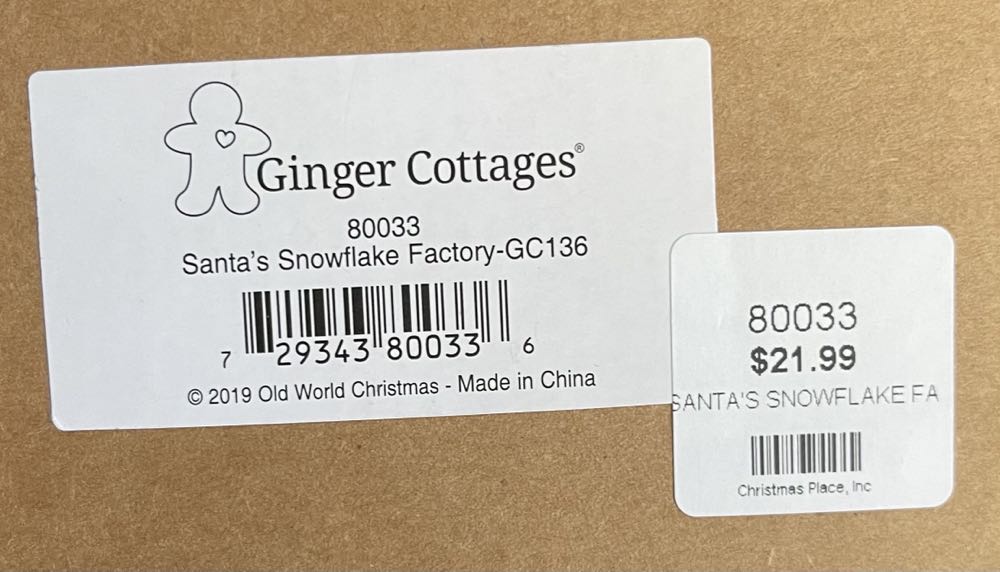 Ginger Cottages®
80033
Santa's Snowflake Factory-GC136
7 29343 80033 6
© 2019 Old World Christmas - Made in China
80033
$21.99
SANTA'S SNOWFLAKE FA
Christmas Place, Inc